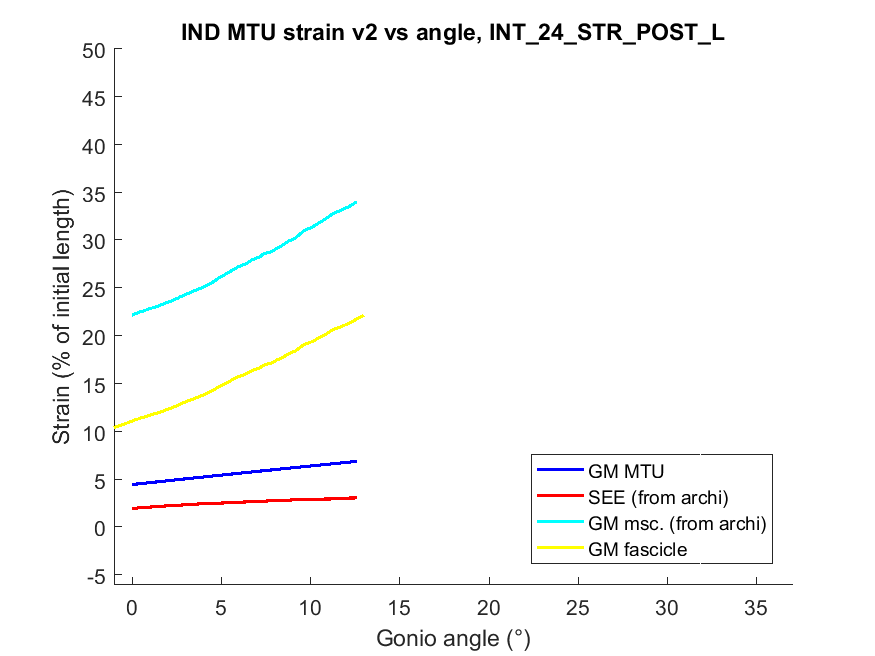 IND MTU strain v2 vs angle, INT_24_STR_POST_L
50
45
40
35
30
25
20
15
10
5
0
-5
Strain (% of initial length)
GM MTU
SEE (from archi)
GM msc. (from archi)
GM fascicle
0 5 10 15 20 25 30 35
Gonio angle (°)